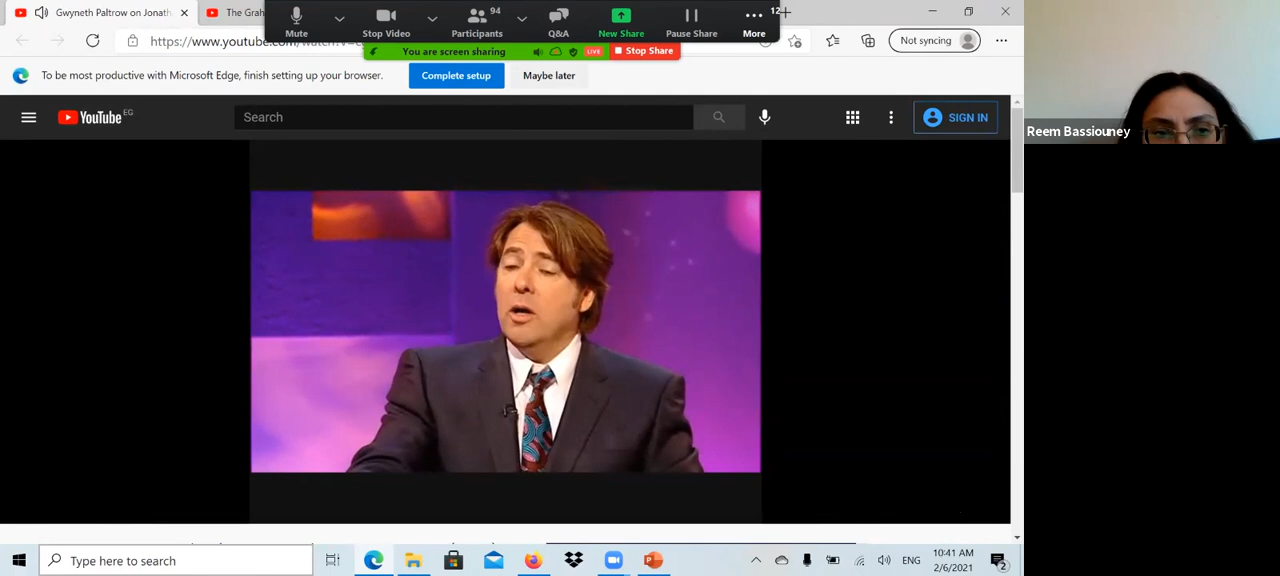 Gwyneth Paltrow on Jonath
The Grah
Mute
Stop Video
Participants
94
Q&A
New Share
Pause Share
More
12
https://www.youtube.com
You are screen sharing
LIVE
Stop Share
Not syncing
To be most productive with Microsoft Edge, finish setting up your browser.
Complete setup
Maybe later
YouTube EG
Search
SIGN IN
Reem Bassiouney
Type here to search
ENG
10:41 AM
2/6/2021
2